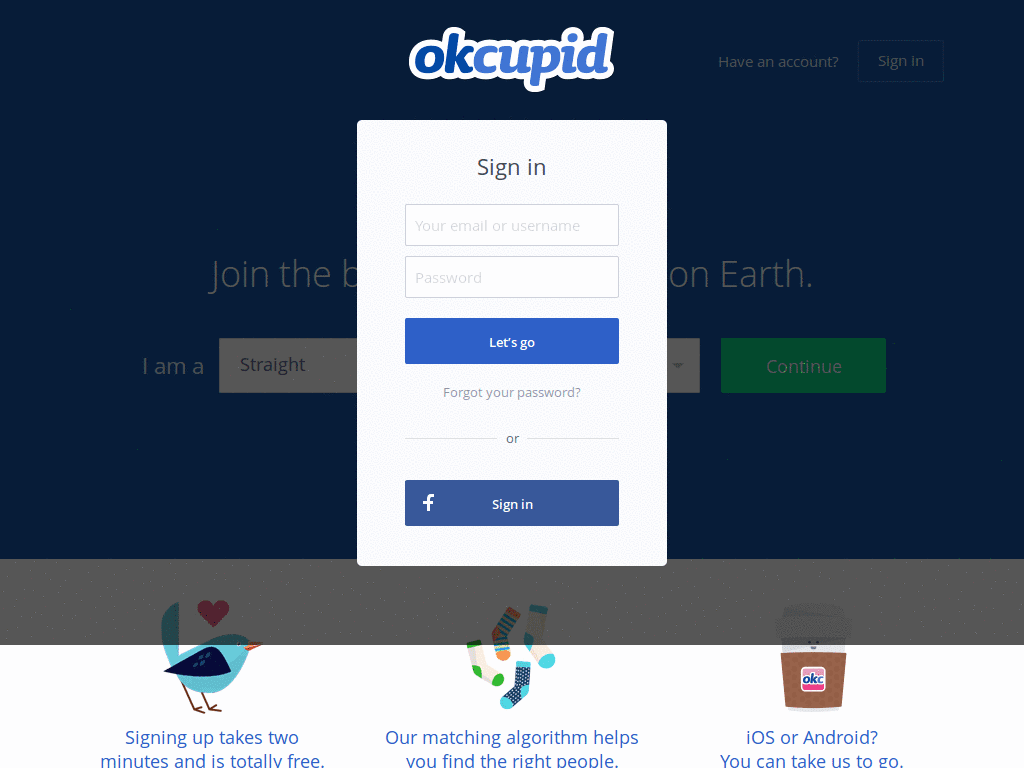 okcupid
Have an account?
Sign in
Sign in
Your email or username
Password
Join the b
on Earth.
I am a
Straight
Continue
Let's go
Forgot your password?
or
f
Sign in
okc
Signing up takes two
minutes and is totally free.
Our matching algorithm helps
you find the right people.
iOS or Android?
You can take us to go.